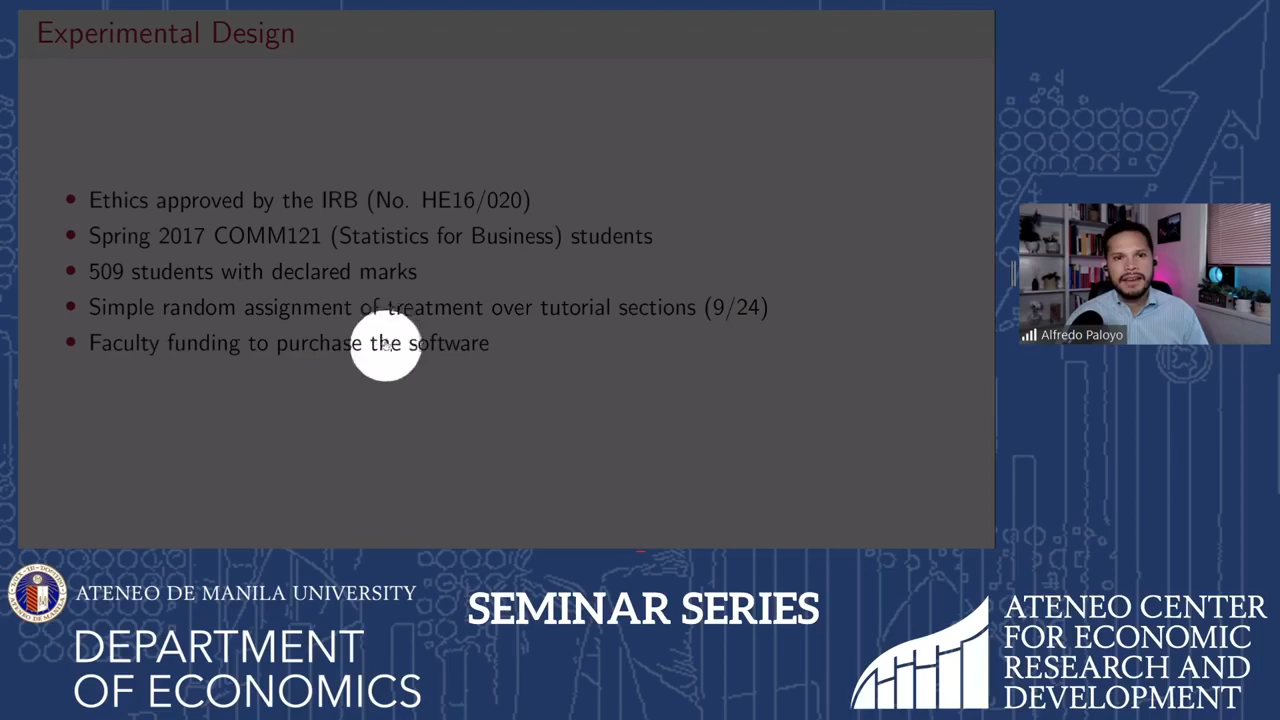 Experimental Design
Ethics approved by the IRB (No. HE16/020)
Spring 2017 COMM121 (Statistics for Business) students
509 students with declared marks
Simple random assignment of treatment over tutorial sections (9/24)
Faculty funding to purchase the software
Alfredo Paloyo
ATENEO DE MANILA UNIVERSITY
DEPARTMENT
OF ECONOMICS
SEMINAR SERIES
ATENEO CENTER
FOR ECONOMIC
RESEARCH AND
DEVELOPMENT